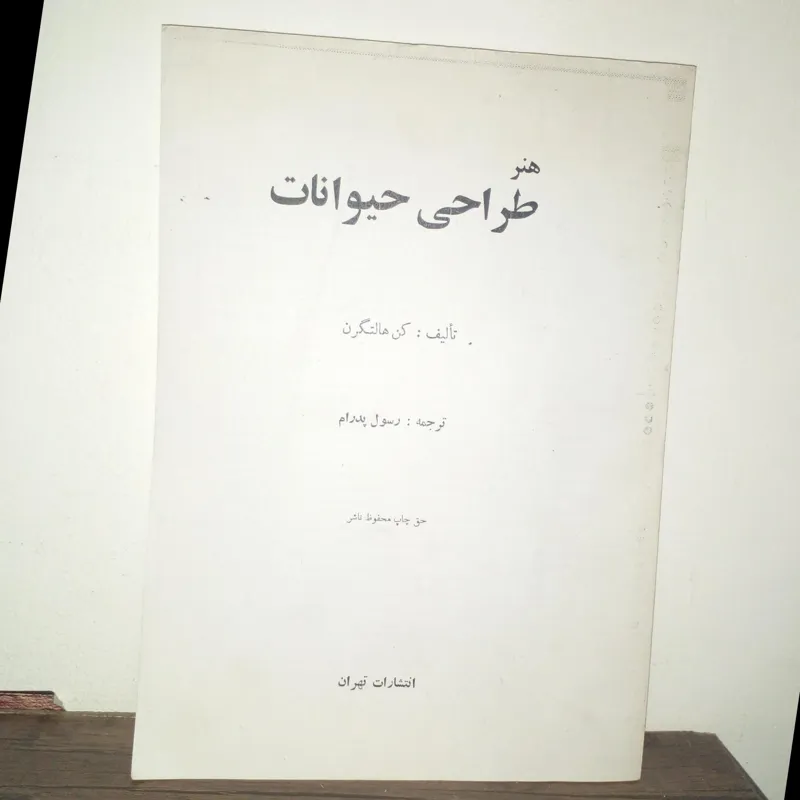 هنر
طراحی حیوانات
تألیف : کن هالتگرن
ترجمه : رسول پدرام
حق چاپ محفوظ ناشر
انتشارات تهران